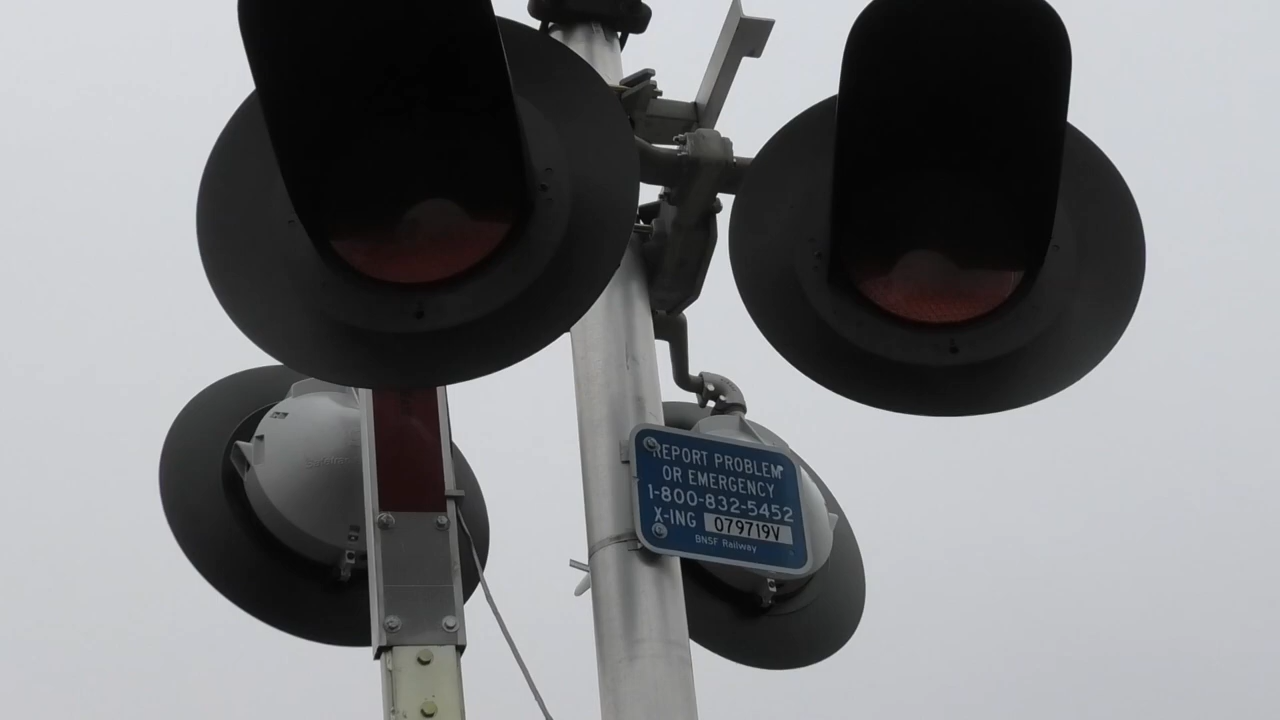 REPORT PROBLEM
OR EMERGENCY
1-800-832-5452
X-ING 079719V
BNSF Railway